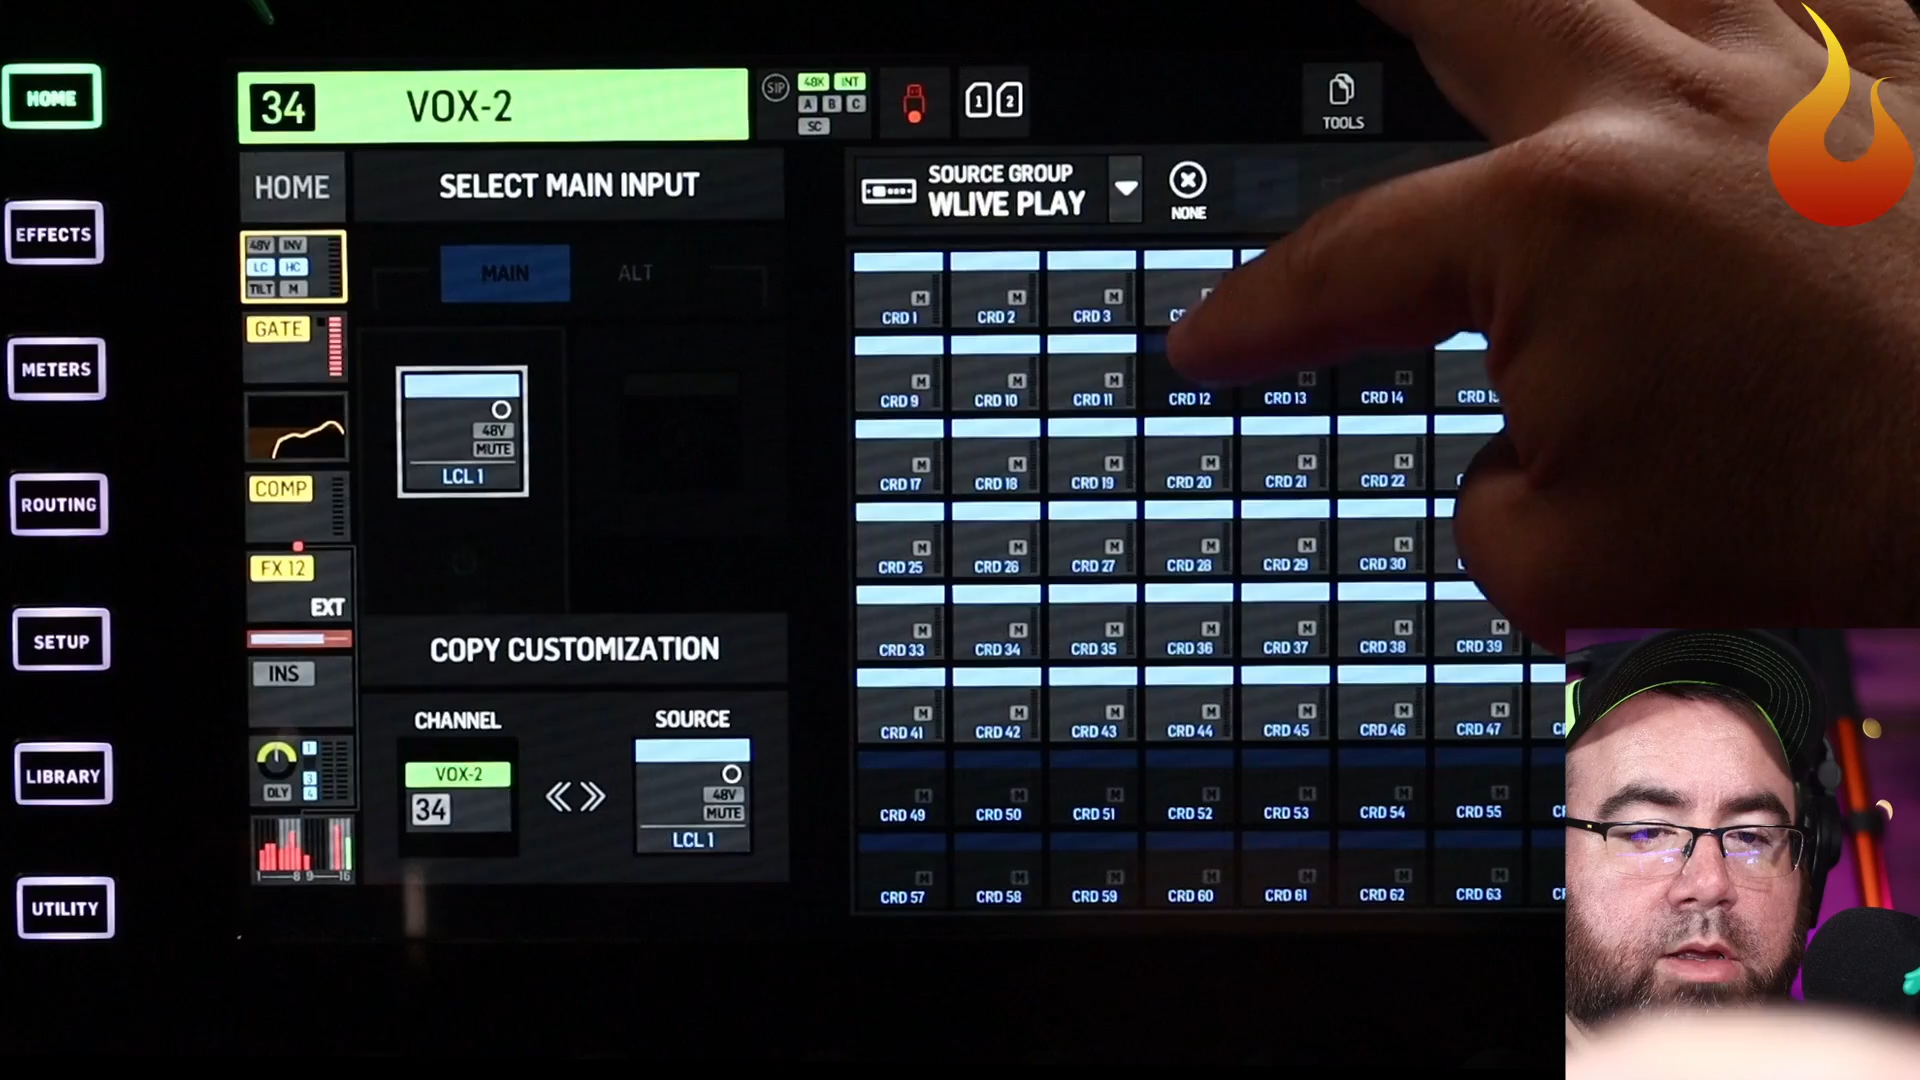 HOME
EFFECTS
METERS
ROUTING
SETUP
LIBRARY
UTILITY
34 VOX-2
SIP
48K INT
A B C
SC
1 2
TOOLS
HOME
SELECT MAIN INPUT
MAIN ALT
48V INV
LC HC
TILT M
GATE
COMP
FX 12
EXT
INS
DLY
1
3
4
1 8 9 16
48V
MUTE
LCL 1
COPY CUSTOMIZATION
CHANNEL SOURCE
VOX-2
34
48V
MUTE
LCL 1
SOURCE GROUP
WLIVE PLAY
NONE
M M M
CRD 1 CRD 2 CRD 3
M M M M M
CRD 9 CRD 10 CRD 11 CRD 12 CRD 13 CRD 14
M M M M M M
CRD 17 CRD 18 CRD 19 CRD 20 CRD 21 CRD 22
M M M M M M
CRD 25 CRD 26 CRD 27 CRD 28 CRD 29 CRD 30
M M M M M M M
CRD 33 CRD 34 CRD 35 CRD 36 CRD 37 CRD 38 CRD 39
M M M M M M M
CRD 41 CRD 42 CRD 43 CRD 44 CRD 45 CRD 46 CRD 47
M M M M M M M
CRD 49 CRD 50 CRD 51 CRD 52 CRD 53 CRD 54 CRD 55
M M M M M M M
CRD 57 CRD 58 CRD 59 CRD 60 CRD 61 CRD 62 CRD 63